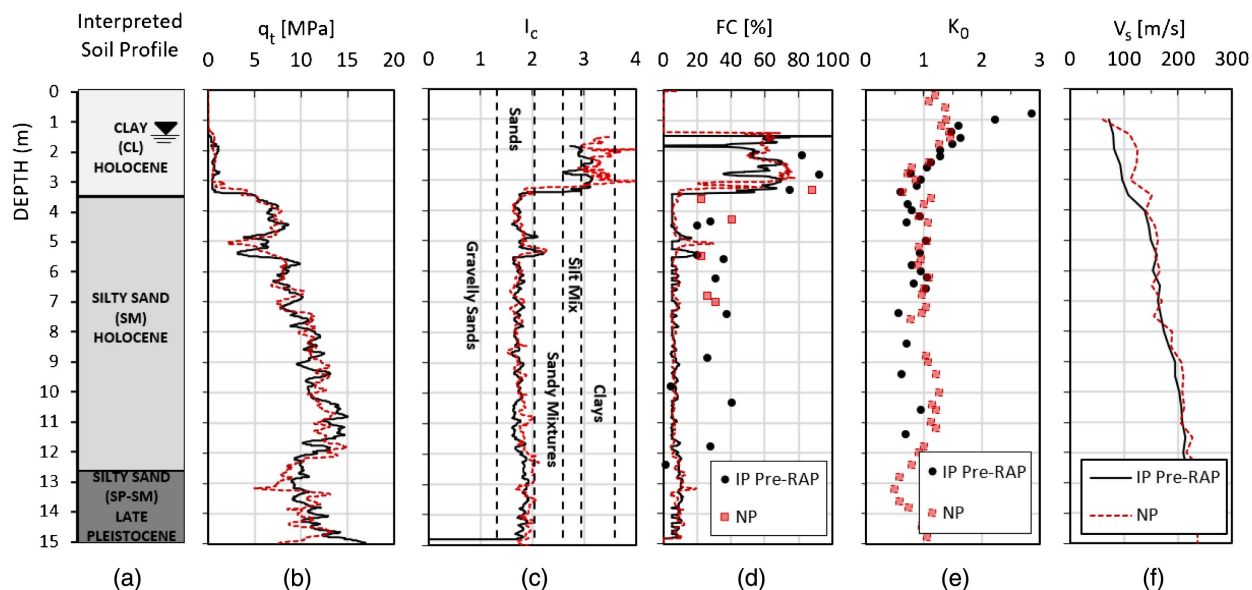 Interpreted
Soil Profile
q_t [MPa]
I_c
FC [%]
K_0
V_s [m/s]
0 5 10 15 20
0 1 2 3 4
0 20 40 60 80 100
0 1 2 3
0 100 200 300
DEPTH (m)
0
1
2
3
4
5
6
7
8
9
10
11
12
13
14
15
CLAY
(CL)
HOLOCENE
SILTY SAND
(SM)
HOLOCENE
SILTY SAND
(SP-SM)
LATE
PLEISTOCENE
Gravelly Sands
Sands
Sandy Mixtures
Silt Mix
Clays
IP Pre-RAP
NP
IP Pre-RAP
NP
IP Pre-RAP
NP
(a)
(b)
(c)
(d)
(e)
(f)